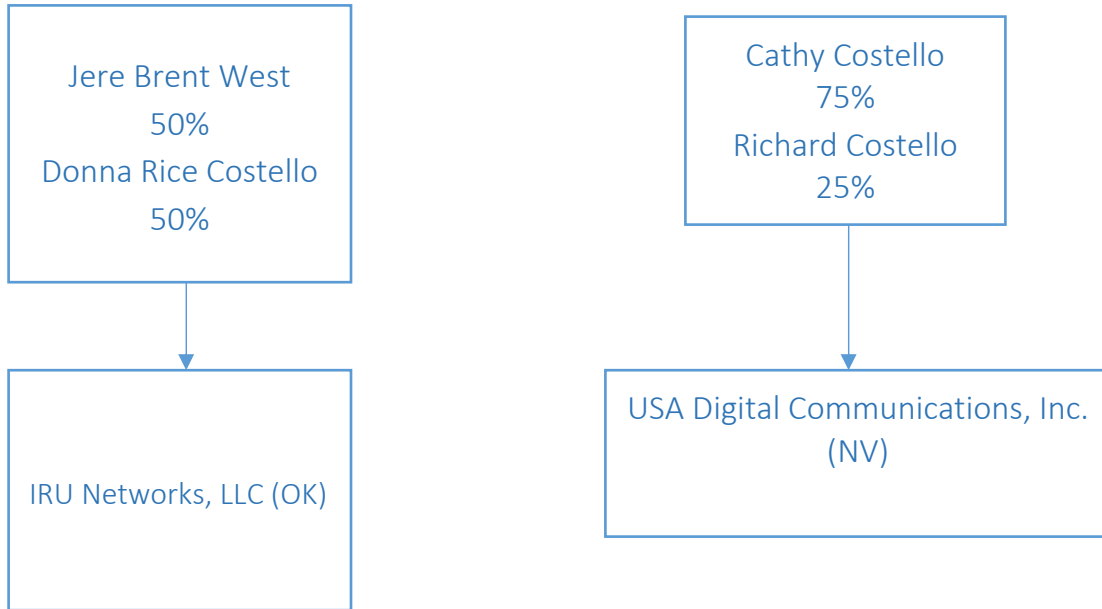 Jere Brent West
50%
Donna Rice Costello
50%
Cathy Costello
75%
Richard Costello
25%
IRU Networks, LLC (OK)
USA Digital Communications, Inc.
(NV)